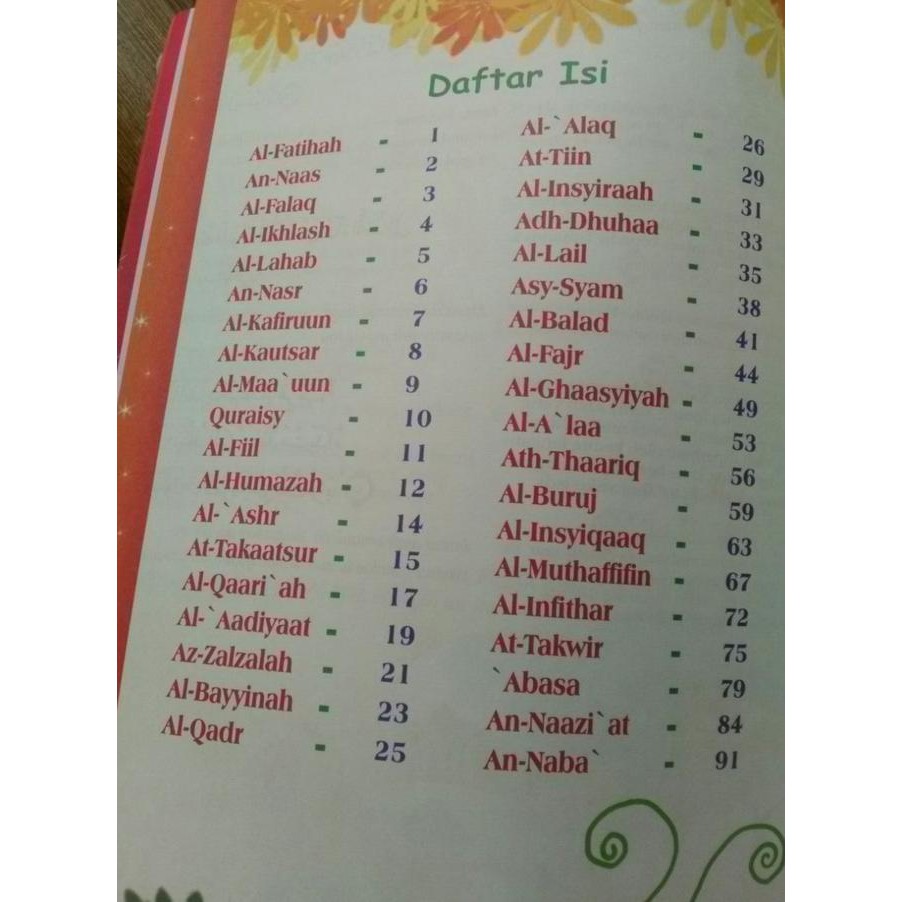 Daftar Isi
Al-Fatihah - 1
An-Naas - 2
Al-Falaq - 3
Al-Ikhlash - 4
Al-Lahab - 5
An-Nasr - 6
Al-Kafiruun - 7
Al-Kautsar - 8
Al-Maa`uun - 9
Quraisy - 10
Al-Fiil - 11
Al-Humazah - 12
Al-`Ashr - 14
At-Takaatsur - 15
Al-Qaari`ah - 17
Al-`Aadiyaat - 19
Az-Zalzalah - 21
Al-Bayyinah - 23
Al-Qadr - 25
Al-`Alaq - 26
At-Tiin - 29
Al-Insyiraah - 31
Adh-Dhuhaa - 33
Al-Lail - 35
Asy-Syam - 38
Al-Balad - 41
Al-Fajr - 44
Al-Ghaasyiyah - 49
Al-A`laa - 53
Ath-Thaariq - 56
Al-Buruj - 59
Al-Insyiqaaq - 63
Al-Muthaffifin - 67
Al-Infithar - 72
At-Takwir - 75
`Abasa - 79
An-Naazi`at - 84
An-Naba` - 91